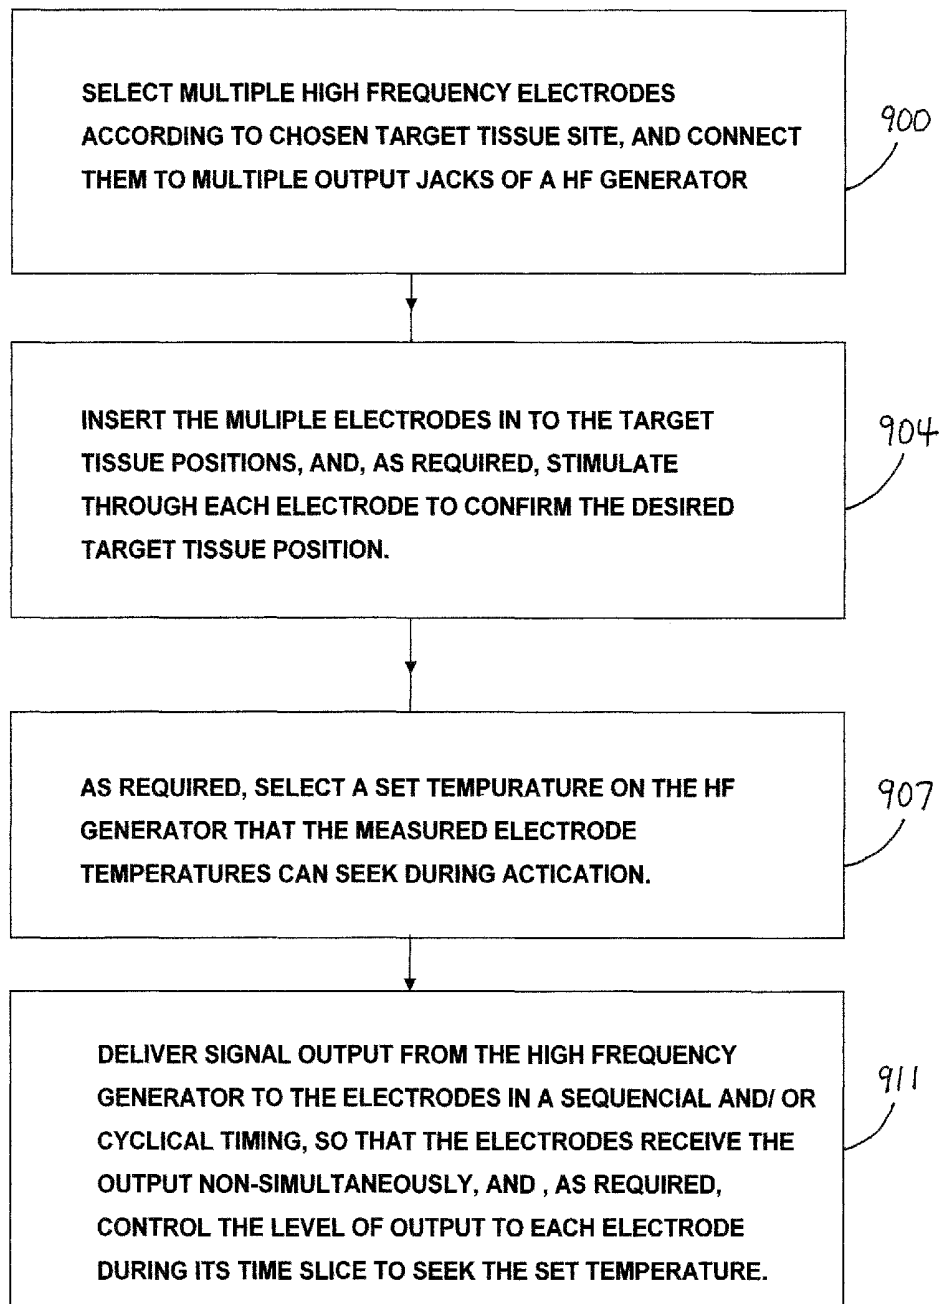 SELECT MULTIPLE HIGH FREQUENCY ELECTRODES
ACCORDING TO CHOSEN TARGET TISSUE SITE, AND CONNECT
THEM TO MULTIPLE OUTPUT JACKS OF A HF GENERATOR
900
INSERT THE MULIPLE ELECTRODES IN TO THE TARGET
TISSUE POSITIONS, AND, AS REQUIRED, STIMULATE
THROUGH EACH ELECTRODE TO CONFIRM THE DESIRED
TARGET TISSUE POSITION.
904
AS REQUIRED, SELECT A SET TEMPURATURE ON THE HF
GENERATOR THAT THE MEASURED ELECTRODE
TEMPERATURES CAN SEEK DURING ACTICATION.
907
DELIVER SIGNAL OUTPUT FROM THE HIGH FREQUENCY
GENERATOR TO THE ELECTRODES IN A SEQUENCIAL AND/ OR
CYCLICAL TIMING, SO THAT THE ELECTRODES RECEIVE THE
OUTPUT NON-SIMULTANEOUSLY, AND , AS REQUIRED,
CONTROL THE LEVEL OF OUTPUT TO EACH ELECTRODE
DURING ITS TIME SLICE TO SEEK THE SET TEMPERATURE.
911